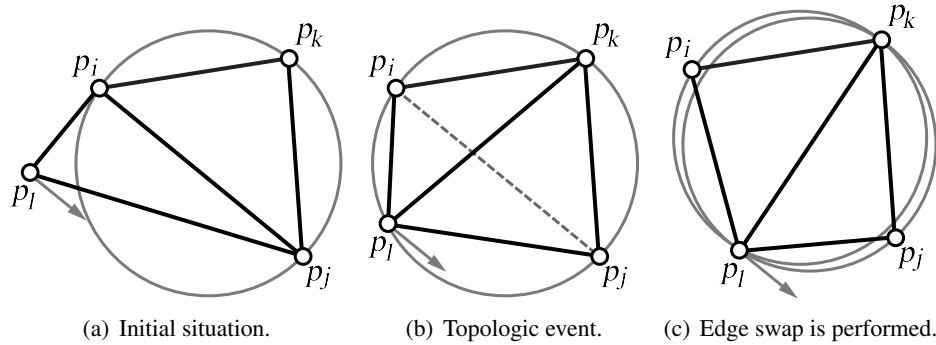 p_i
p_k
p_l
p_j
(a) Initial situation.
p_i
p_k
p_l
p_j
(b) Topologic event.
p_i
p_k
p_l
p_j
(c) Edge swap is performed.